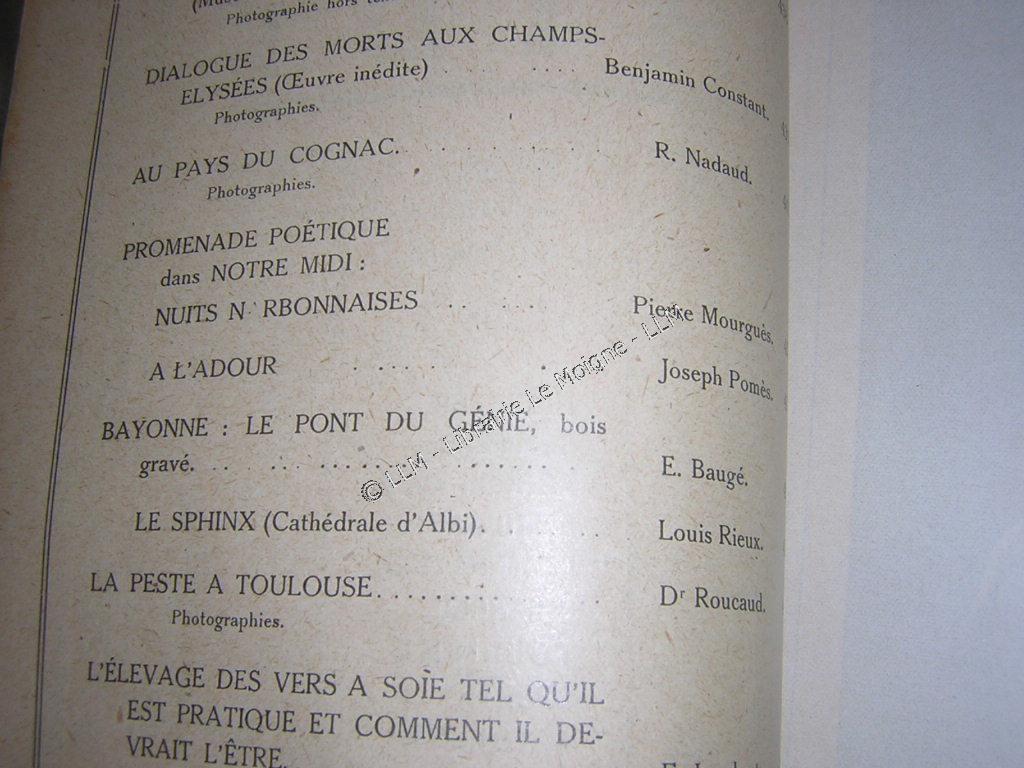 Photographie hors
DIALOGUE DES MORTS AUX CHAMPS-
ELYSÉES (Œuvre inédite) . . . . . . Benjamin Constant.
Photographies.
AU PAYS DU COGNAC. . . . . . . . R. Nadaud.
Photographies.
PROMENADE POÉTIQUE
dans NOTRE MIDI :
NUITS N RBONNAISES . . . . . Pierre Mourguès.
A L'ADOUR . . . . . . Joseph Pomès.
BAYONNE : LE PONT DU GÉNIE, bois
gravé. . . . . . . . . . . . . . . . E. Baugé.
LE SPHINX (Cathédrale d'Albi). . . . . Louis Rieux.
LA PESTE A TOULOUSE. . . . . . . . . . . . Dr Roucaud.
Photographies.
L'ÉLEVAGE DES VERS A SOIE TEL QU'IL
EST PRATIQUE ET COMMENT IL DE-
VRAIT L'ÊTRE.
© LLM - Librairie Le Moigne - LLM